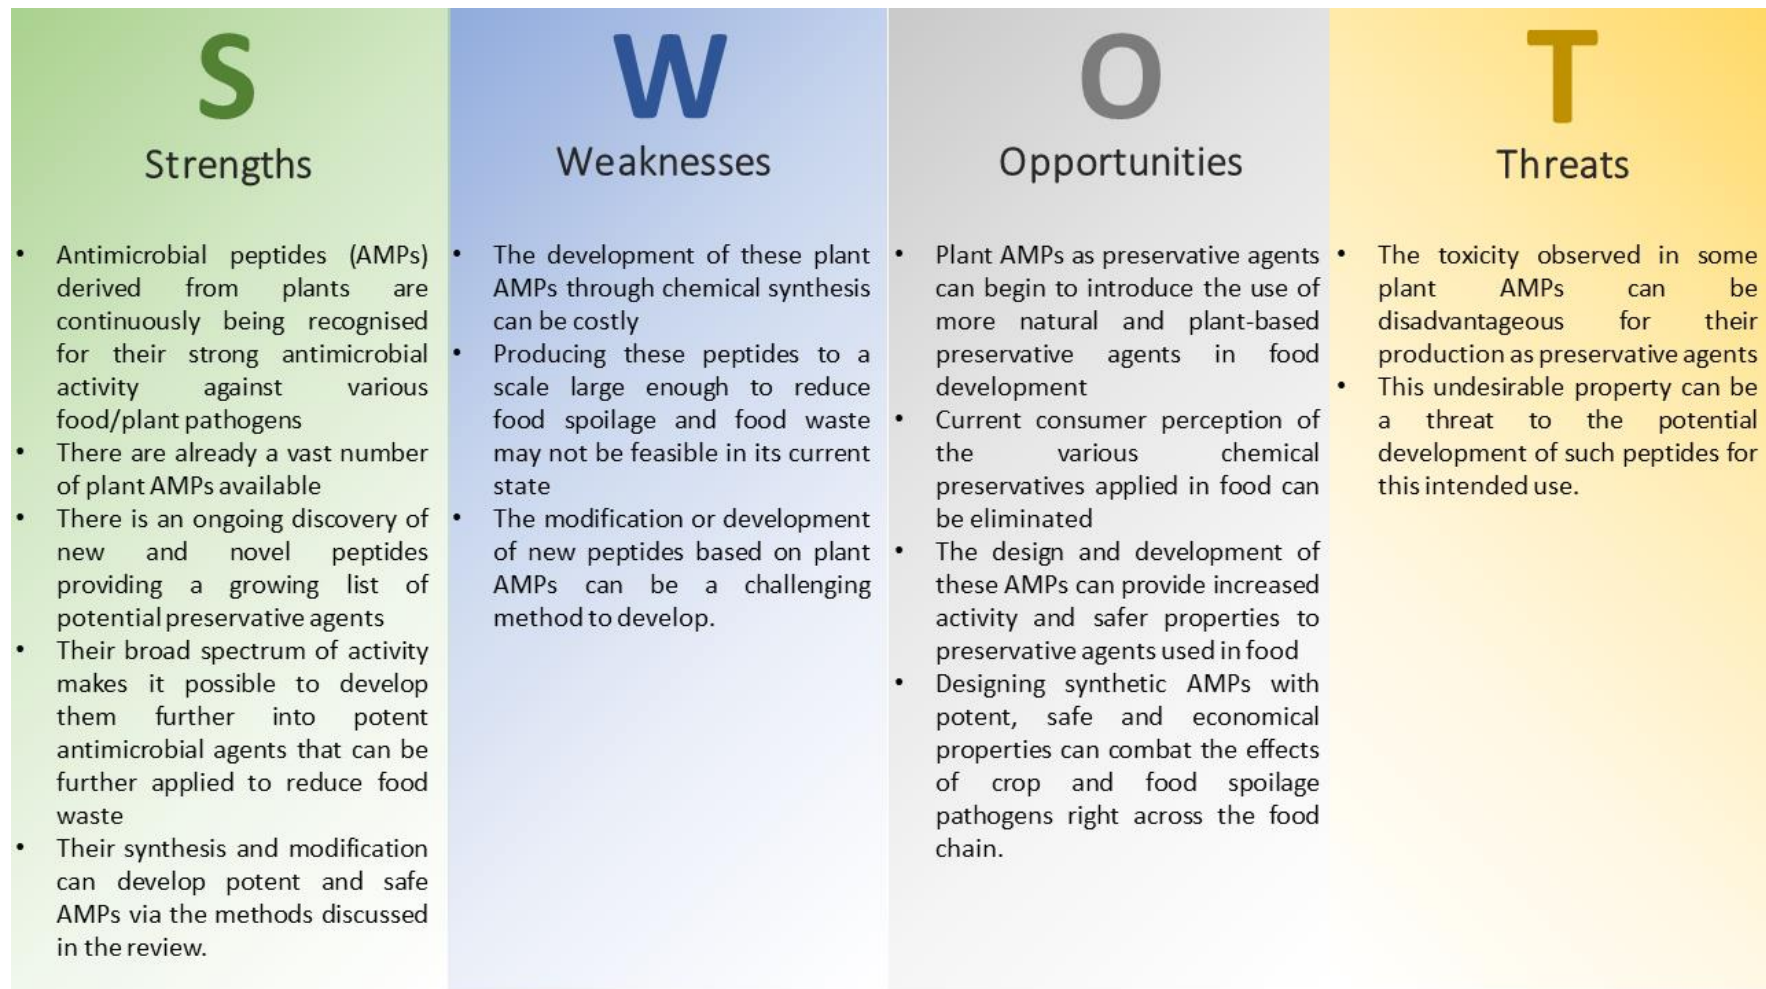 S
Strengths
• Antimicrobial peptides (AMPs)
derived from plants are
continuously being recognised
for their strong antimicrobial
activity against various
food/plant pathogens
• There are already a vast number
of plant AMPs available
• There is an ongoing discovery of
new and novel peptides
providing a growing list of
potential preservative agents
• Their broad spectrum of activity
makes it possible to develop
them further into potent
antimicrobial agents that can be
further applied to reduce food
waste
• Their synthesis and modification
can develop potent and safe
AMPs via the methods discussed
in the review.
W
Weaknesses
• The development of these plant
AMPs through chemical synthesis
can be costly
• Producing these peptides to a
scale large enough to reduce
food spoilage and food waste
may not be feasible in its current
state
• The modification or development
of new peptides based on plant
AMPs can be a challenging
method to develop.
O
Opportunities
• Plant AMPs as preservative agents
can begin to introduce the use of
more natural and plant-based
preservative agents in food
development
• Current consumer perception of
the various chemical
preservatives applied in food can
be eliminated
• The design and development of
these AMPs can provide increased
activity and safer properties to
preservative agents used in food
• Designing synthetic AMPs with
potent, safe and economical
properties can combat the effects
of crop and food spoilage
pathogens right across the food
chain.
T
Threats
• The toxicity observed in some
plant AMPs can be
disadvantageous for their
production as preservative agents
• This undesirable property can be
a threat to the potential
development of such peptides for
this intended use.